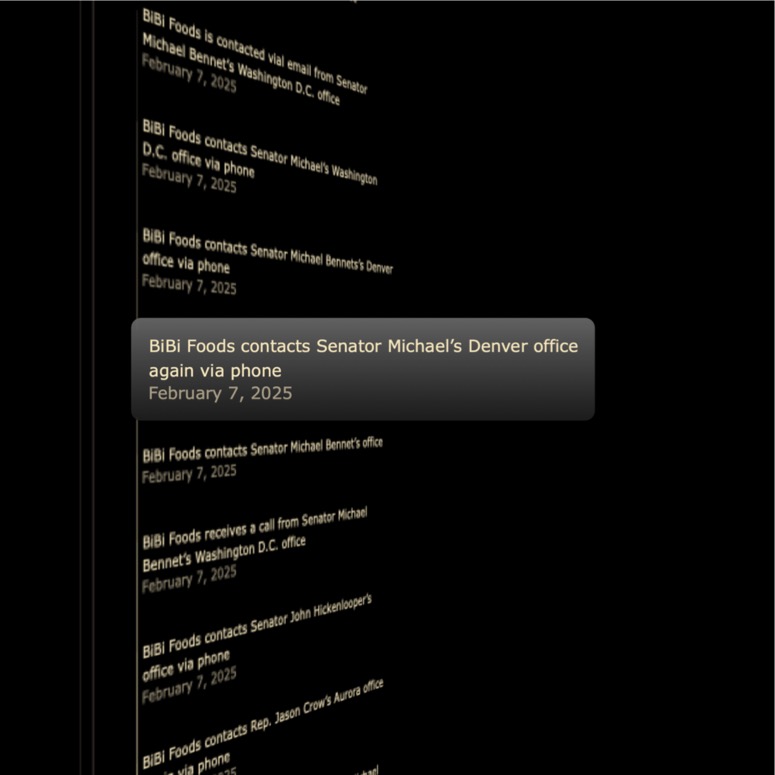 BiBi Foods is contacted vial email from Senator
Michael Bennet's Washington D.C. office
February 7, 2025
BiBi Foods contacts Senator Michael's Washington
D.C. office via phone
February 7, 2025
BiBi Foods contacts Senator Michael Bennets's Denver
office via phone
February 7, 2025
BiBi Foods contacts Senator Michael’s Denver office
again via phone
February 7, 2025
BiBi Foods contacts Senator Michael Bennet's office
February 7, 2025
BiBi Foods receives a call from Senator Michael
Bennet's Washington D.C. office
February 7, 2025
BiBi Foods contacts Senator John Hickenlooper's
office via phone
February 7, 2025
BiBi Foods contacts Rep. Jason Crow's Aurora office
via phone